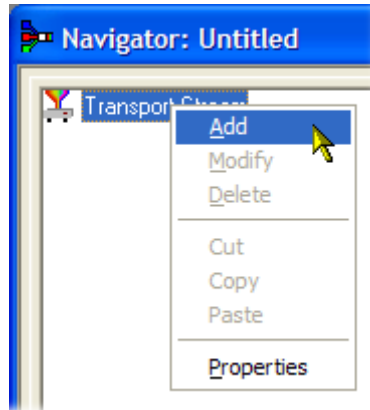 Navigator: Untitled
Transport Stream
Add
Modify
Delete
Cut
Copy
Paste
Properties